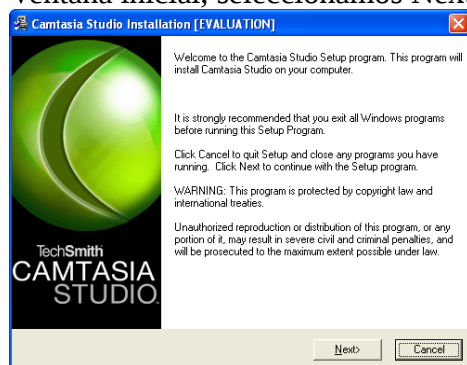 Ventana inicial, seleccionamos Next
Camtasia Studio Installation [EVALUATION]
Welcome to the Camtasia Studio Setup program. This program will
install Camtasia Studio on your computer.
It is strongly recommended that you exit all Windows programs
before running this Setup Program.
Click Cancel to quit Setup and close any programs you have
running. Click Next to continue with the Setup program.
WARNING: This program is protected by copyright law and
international treaties.
Unauthorized reproduction or distribution of this program, or any
portion of it, may result in severe civil and criminal penalties, and
will be prosecuted to the maximum extent possible under law.
TechSmith
CAMTASIA
STUDIO.
Next>
Cancel